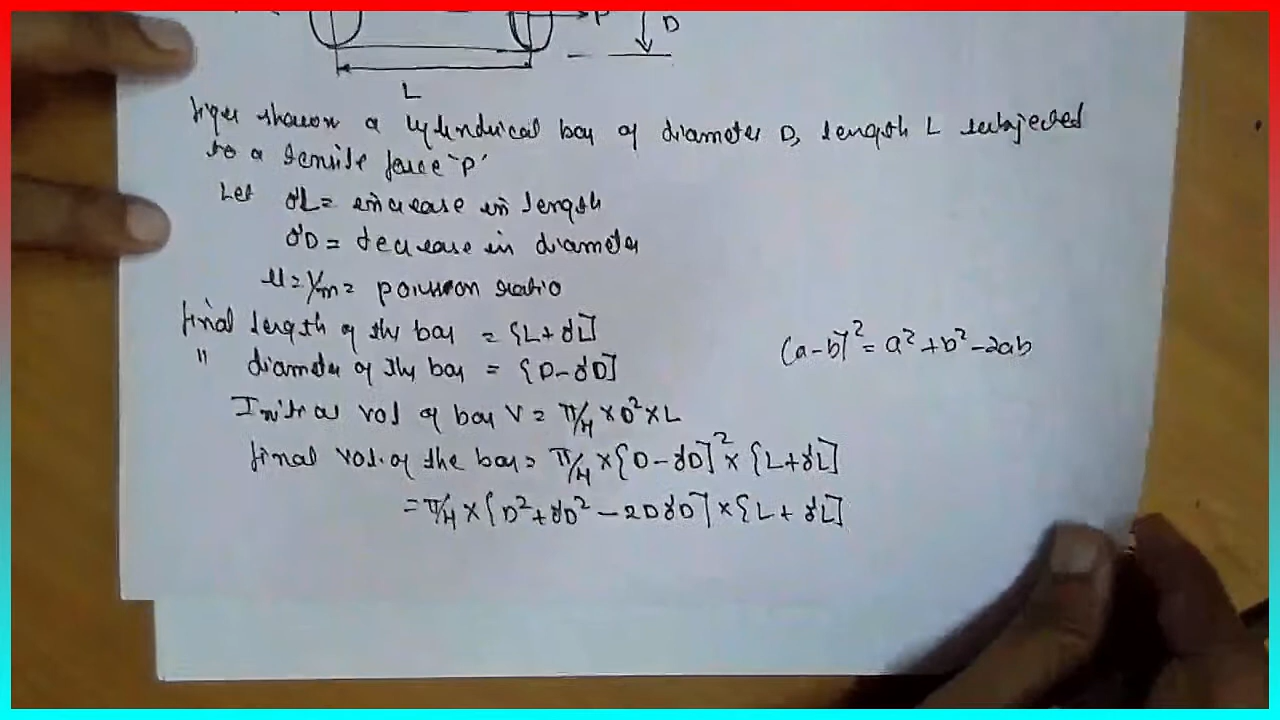 P
D
L
figer shown a cylindrical bar of diameter D, length L subjected
to a tensile force "P"
Let δL = increase in length
δD = decrease in diameter
μ = 1/m = poisson ratio
final length of the bar = {L+δL]
" diameter of the bar = {D-δD]
(a-b)² = a²+b²-2ab
Initial vol of bar V = π/4 × D² × L
final vol. of the bar = π/4 × {D-δD]² × {L+δL]
= π/4 × {D²+δD²-2DδD] × {L+δL]